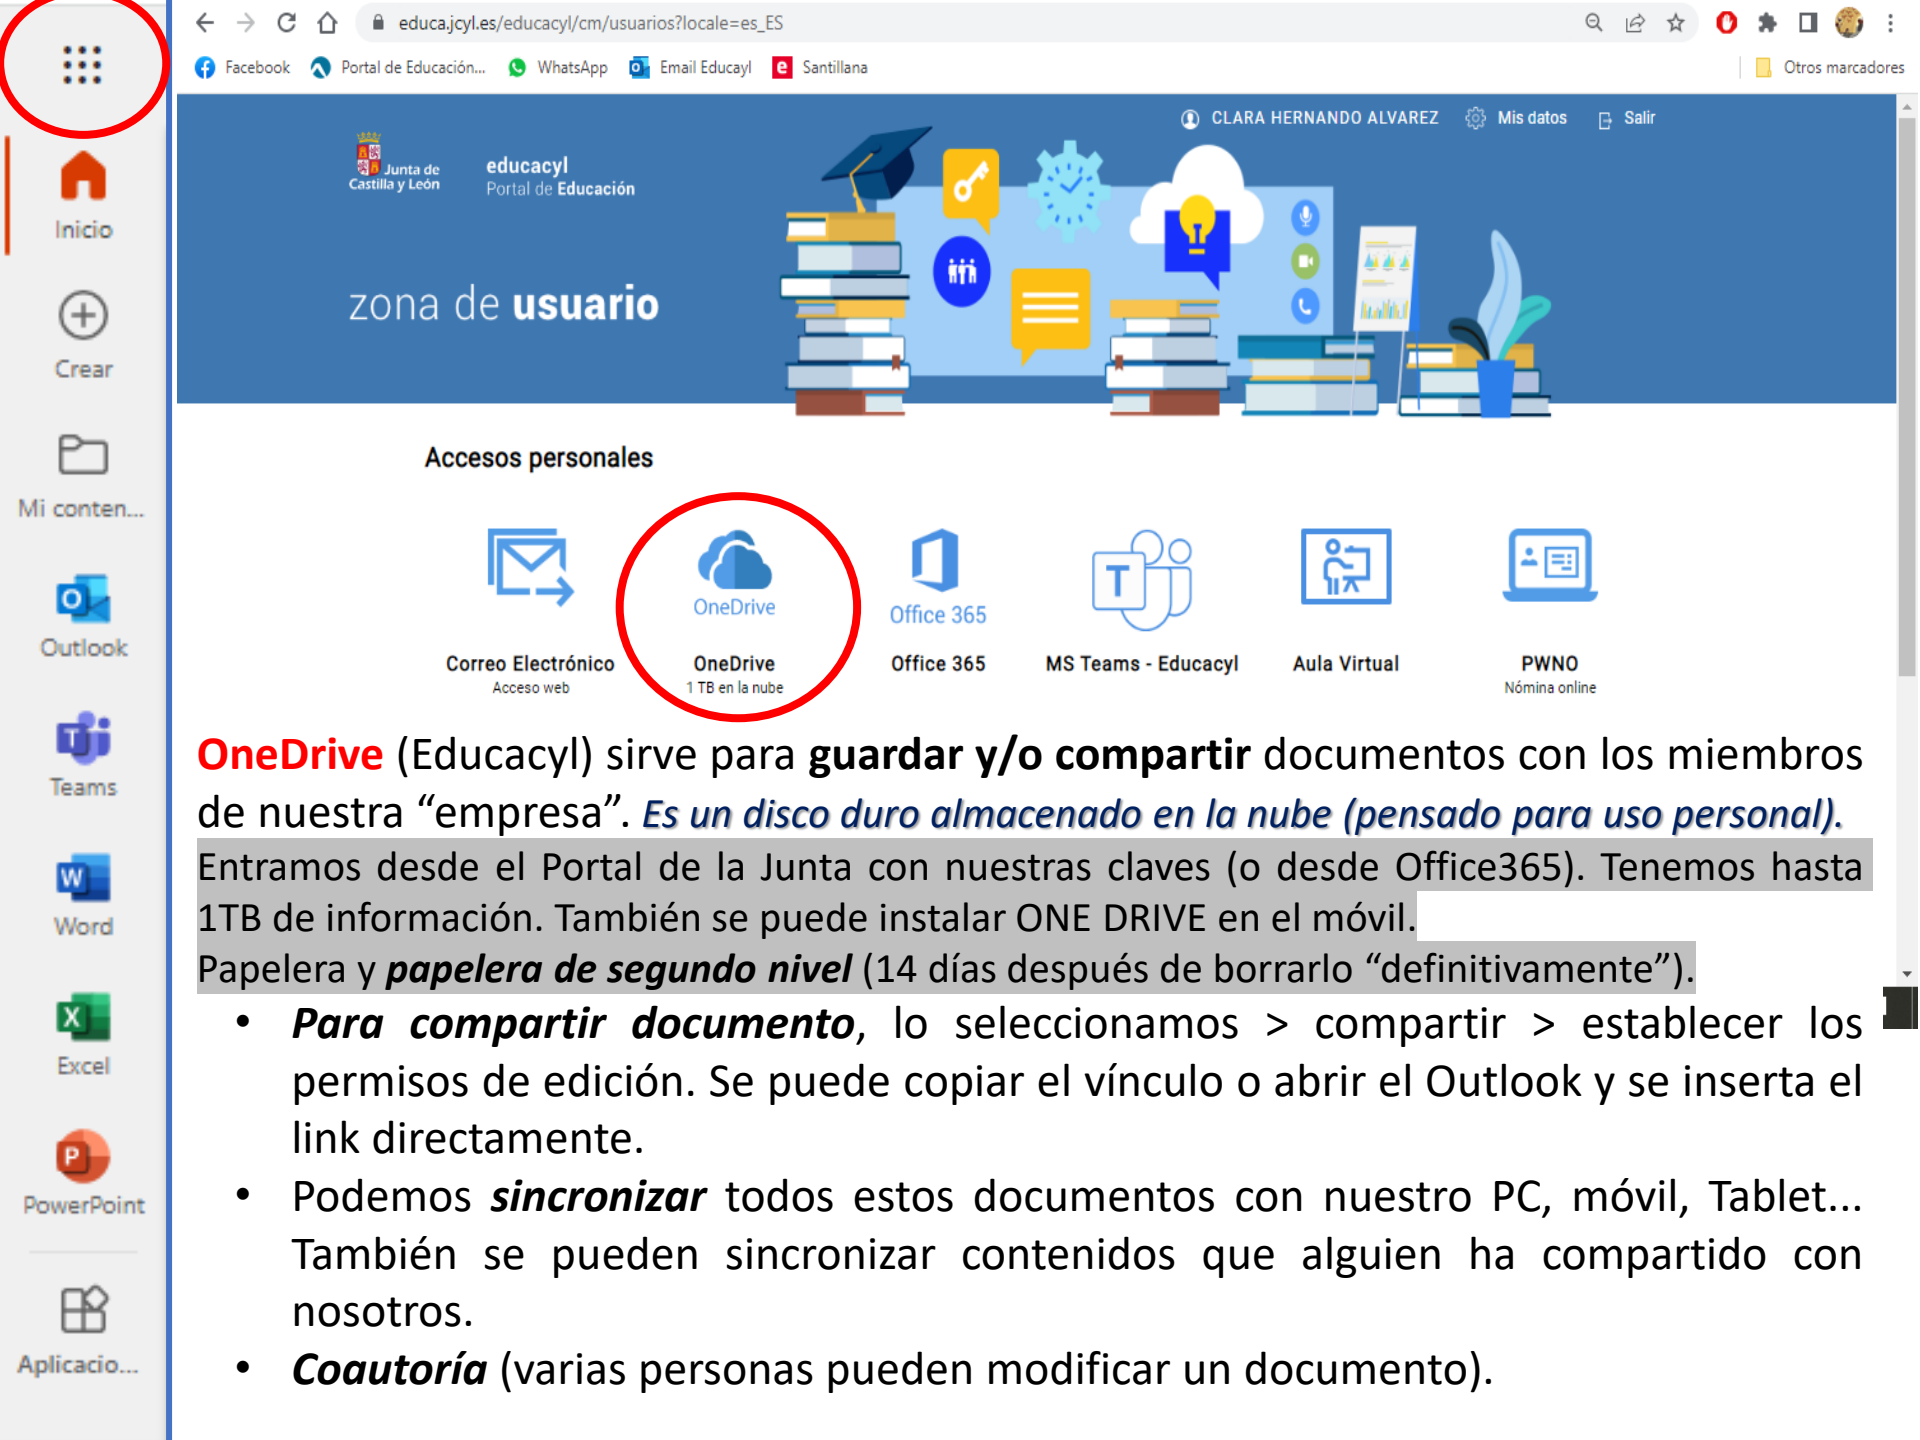 educa.jcyl.es/educacyl/cm/usuarios?locale=es_ES
Facebook
Portal de Educación...
WhatsApp
Email Educayl
Santillana
Otros marcadores
CLARA HERNANDO ALVAREZ
Mis datos
Salir
Junta de
Castilla y León
educacyl
Portal de Educación
zona de usuario
Inicio
Crear
Mi conten...
Outlook
Teams
Word
Excel
PowerPoint
Aplicacio...
Accesos personales
OneDrive
Office 365
Correo Electrónico
Acceso web
OneDrive
1 TB en la nube
Office 365
MS Teams - Educacyl
Aula Virtual
PWNO
Nómina online
OneDrive (Educacyl) sirve para guardar y/o compartir documentos con los miembros
de nuestra “empresa”. Es un disco duro almacenado en la nube (pensado para uso personal).
Entramos desde el Portal de la Junta con nuestras claves (o desde Office365). Tenemos hasta
1TB de información. También se puede instalar ONE DRIVE en el móvil.
Papelera y papelera de segundo nivel (14 días después de borrarlo “definitivamente”).
• Para compartir documento, lo seleccionamos > compartir > establecer los
permisos de edición. Se puede copiar el vínculo o abrir el Outlook y se inserta el
link directamente.
• Podemos sincronizar todos estos documentos con nuestro PC, móvil, Tablet...
También se pueden sincronizar contenidos que alguien ha compartido con
nosotros.
• Coautoría (varias personas pueden modificar un documento).